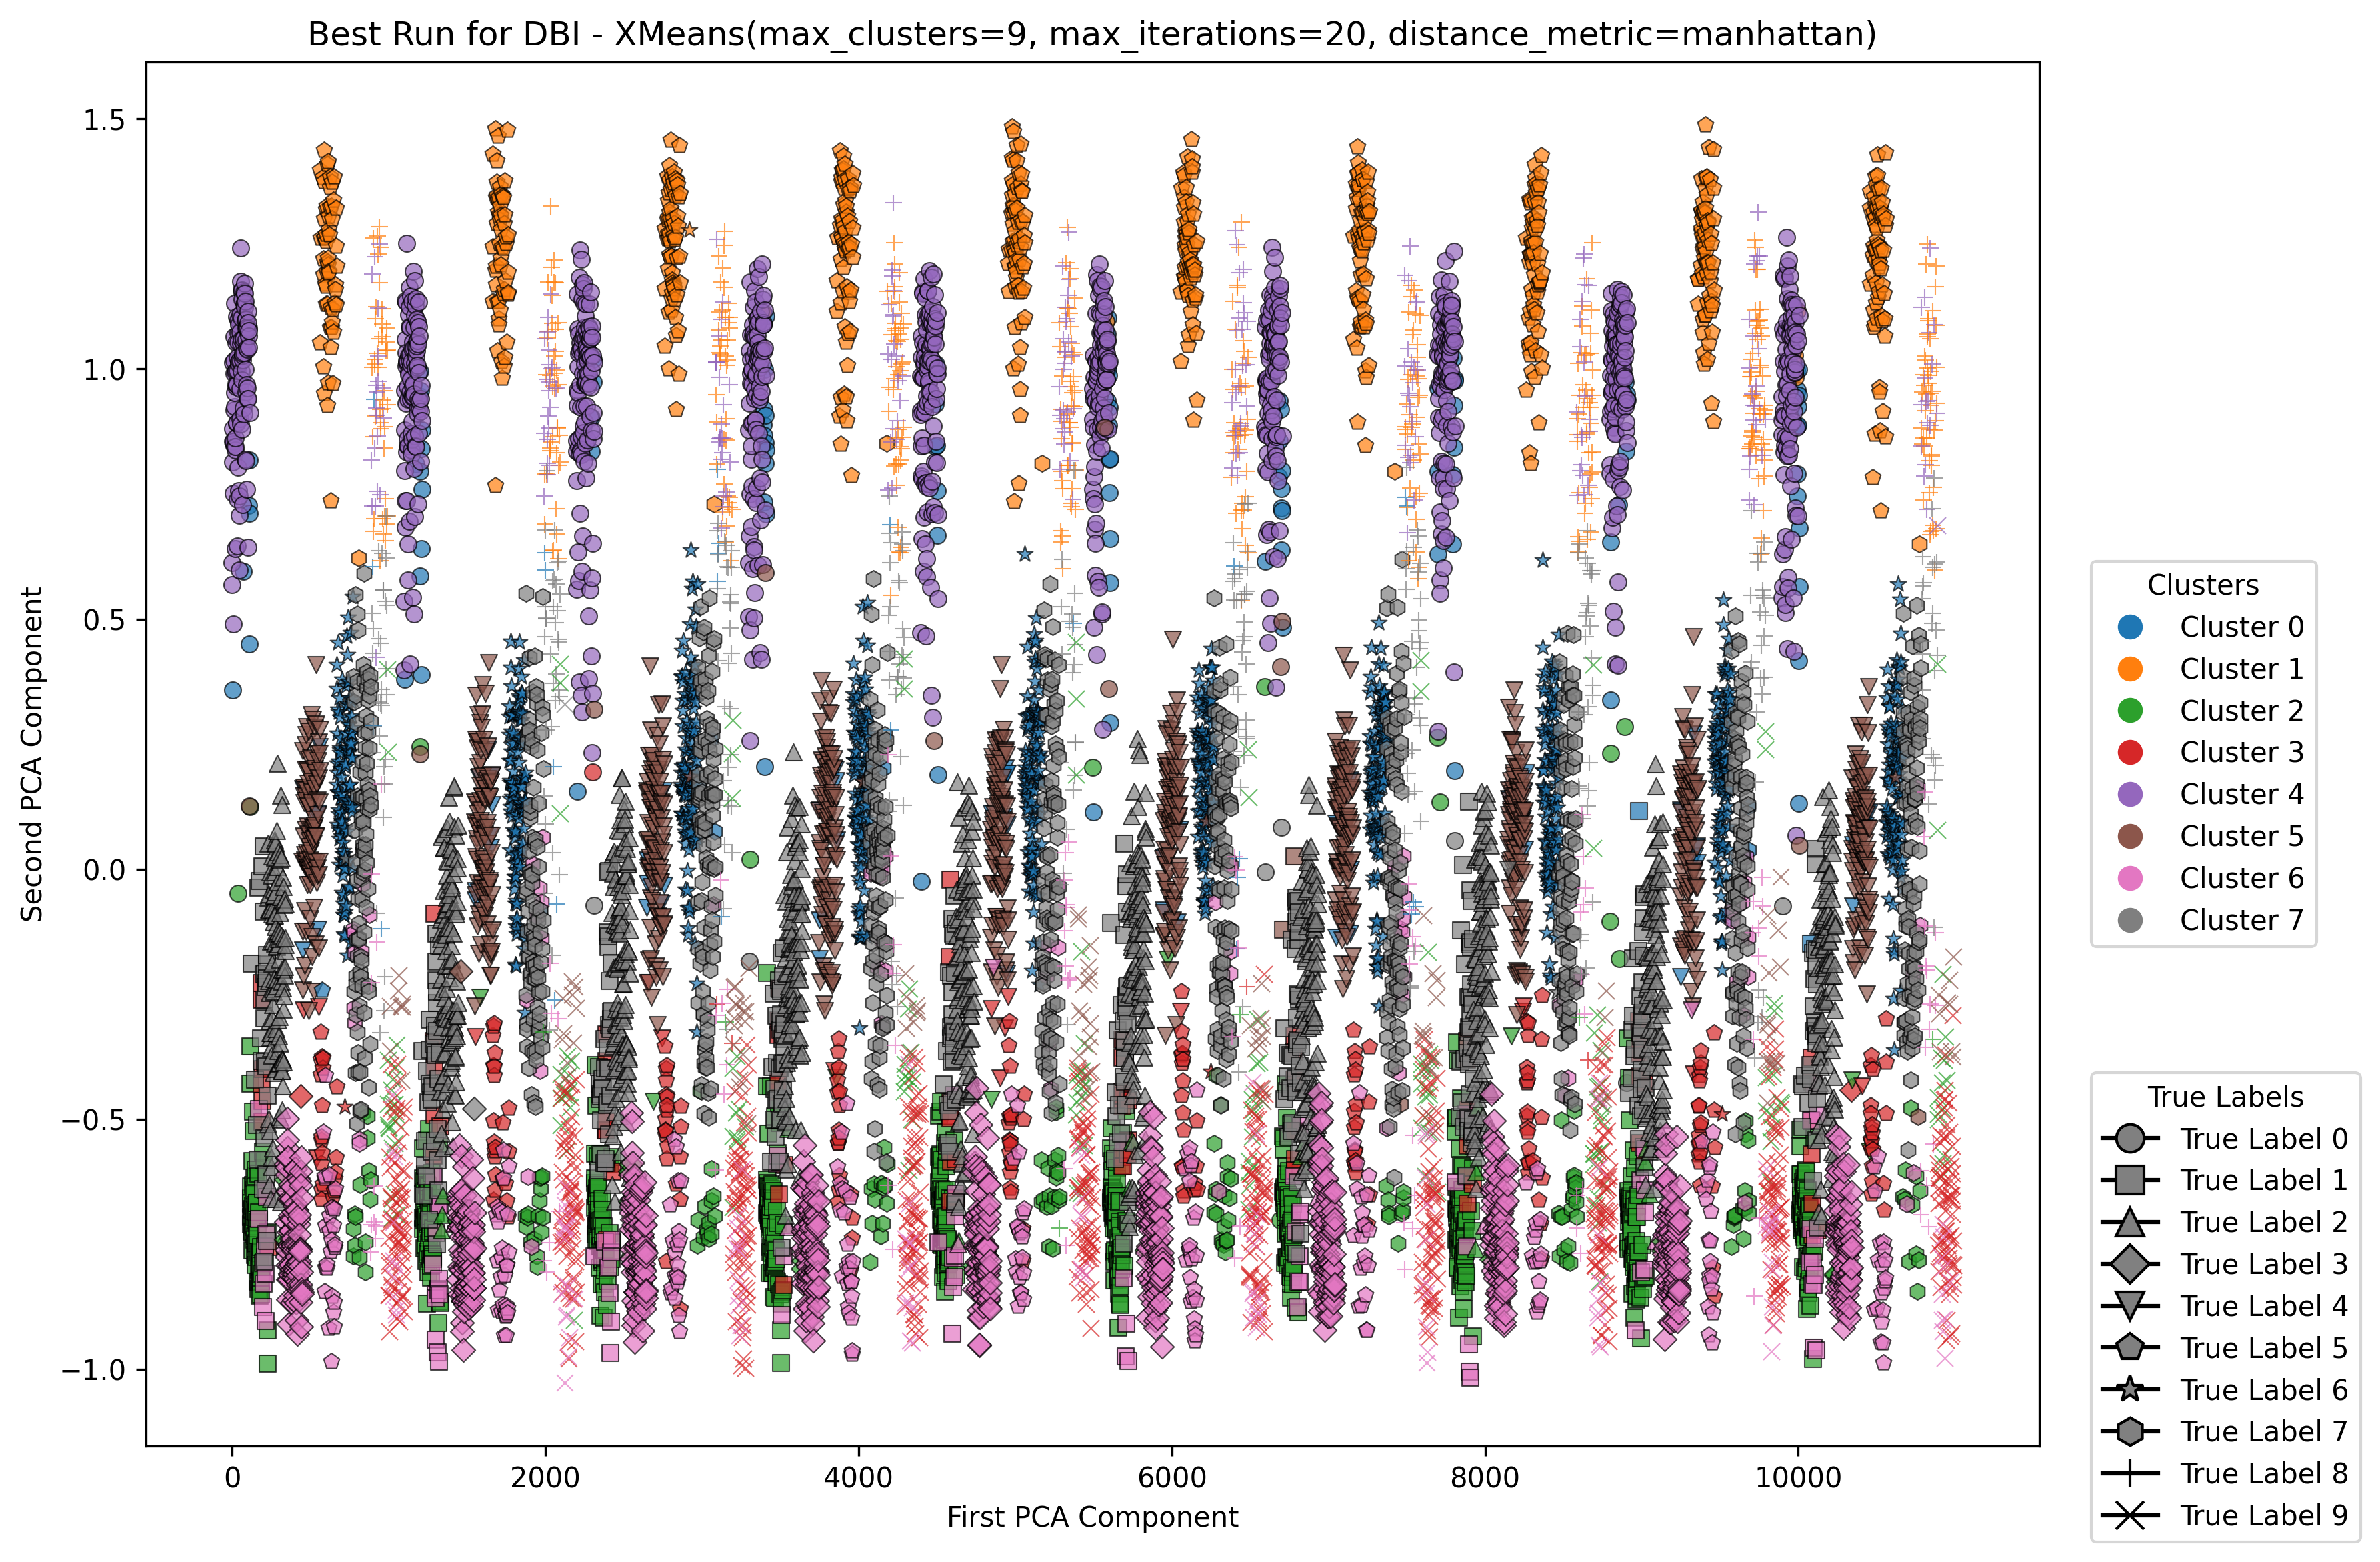 Best Run for DBI - XMeans(max_clusters=9, max_iterations=20, distance_metric=manhattan)
1.5
1.0
0.5
0.0
−0.5
−1.0
Second PCA Component
0
2000
4000
6000
8000
10000
First PCA Component
Clusters
Cluster 0
Cluster 1
Cluster 2
Cluster 3
Cluster 4
Cluster 5
Cluster 6
Cluster 7
True Labels
True Label 0
True Label 1
True Label 2
True Label 3
True Label 4
True Label 5
True Label 6
True Label 7
True Label 8
True Label 9